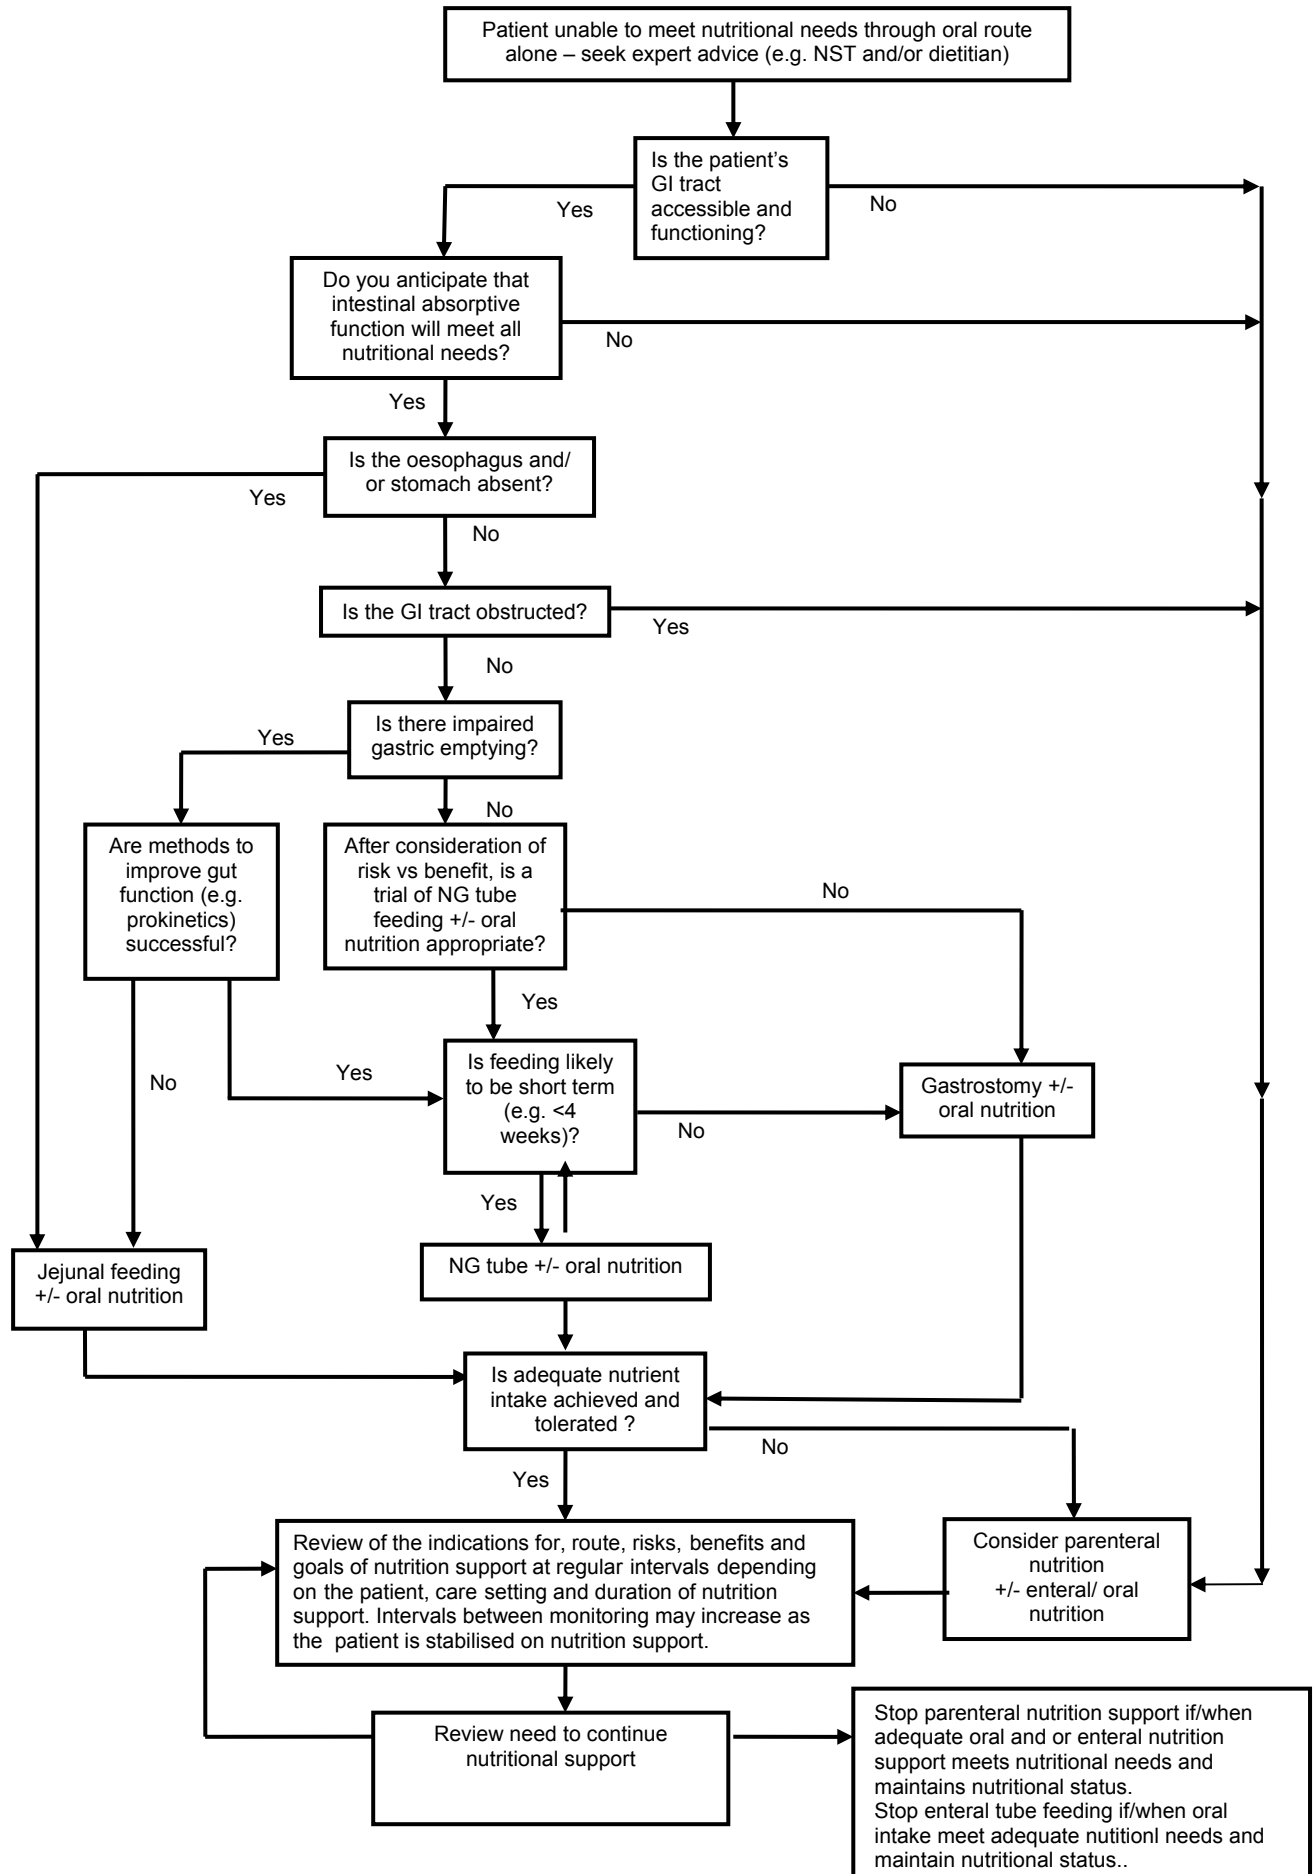 Patient unable to meet nutritional needs through oral route
alone – seek expert advice (e.g. NST and/or dietitian)
Is the patient's
GI tract
accessible and
functioning?
Yes
No
Do you anticipate that
intestinal absorptive
function will meet all
nutritional needs?
No
Yes
Is the oesophagus and/
or stomach absent?
Yes
No
Is the GI tract obstructed?
Yes
No
Is there impaired
gastric emptying?
Yes
No
Are methods to
improve gut
function (e.g.
prokinetics)
successful?
After consideration of
risk vs benefit, is a
trial of NG tube
feeding +/- oral
nutrition appropriate?
No
Yes
Is feeding likely
to be short term
(e.g. <4
weeks)?
Yes
No
No
Gastrostomy +/-
oral nutrition
Yes
NG tube +/- oral nutrition
Jejunal feeding
+/- oral nutrition
Is adequate nutrient
intake achieved and
tolerated ?
No
Yes
Review of the indications for, route, risks, benefits and
goals of nutrition support at regular intervals depending
on the patient, care setting and duration of nutrition
support. Intervals between monitoring may increase as
the  patient is stabilised on nutrition support.
Consider parenteral
nutrition
+/- enteral/ oral
nutrition
Review need to continue
nutritional support
Stop parenteral nutrition support if/when
adequate oral and or enteral nutrition
support meets nutritional needs and
maintains nutritional status.
Stop enteral tube feeding if/when oral
intake meet adequate nutitionl needs and
maintain nutritional status..